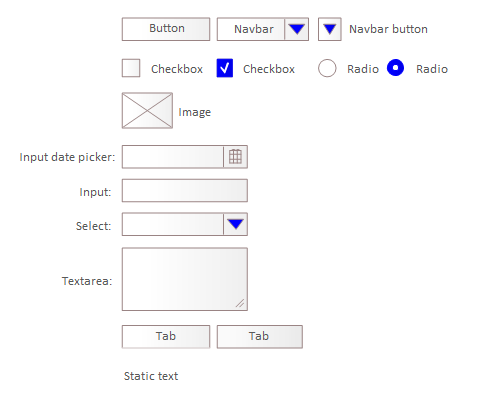 Button Navbar Navbar button
Checkbox Checkbox Radio Radio
Image
Input date picker:
Input:
Select:
Textarea:
Tab Tab
Static text